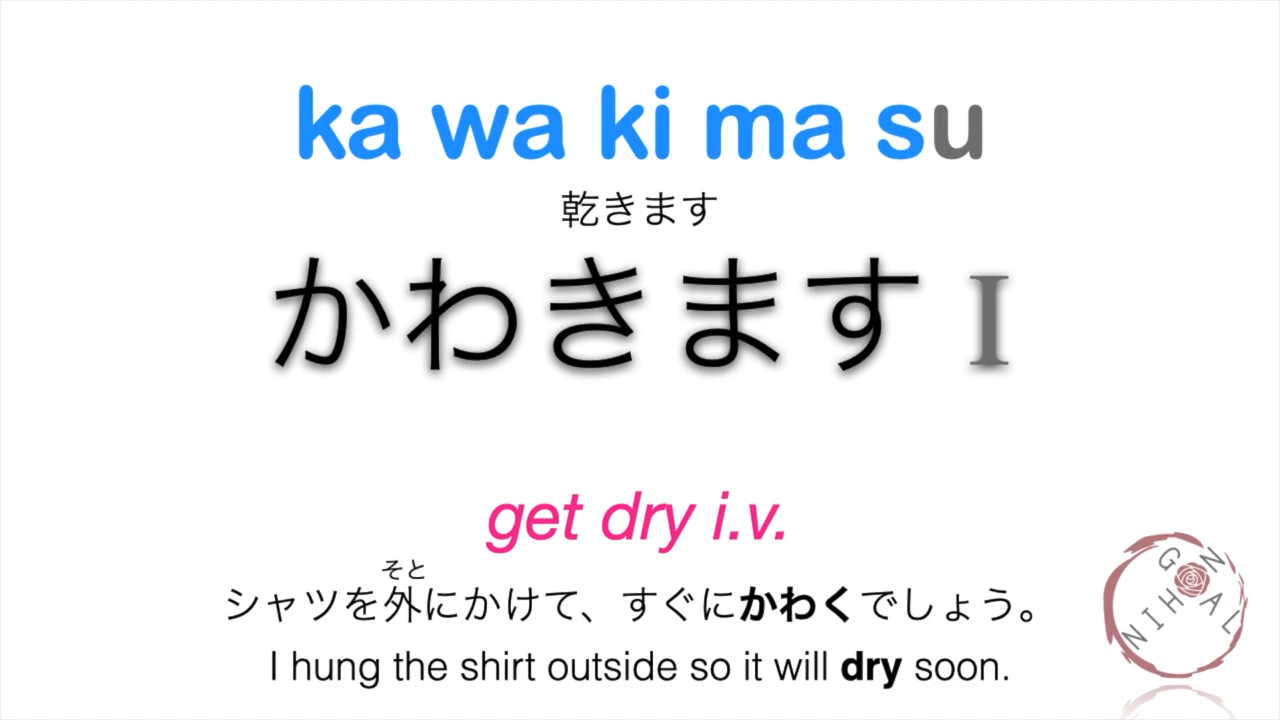 ka wa ki ma su
乾きます
かわきます I
get dry i.v.
そと
シャツを外にかけて、すぐにかわくでしょう。
I hung the shirt outside so it will dry soon.
NIHON GO NAL